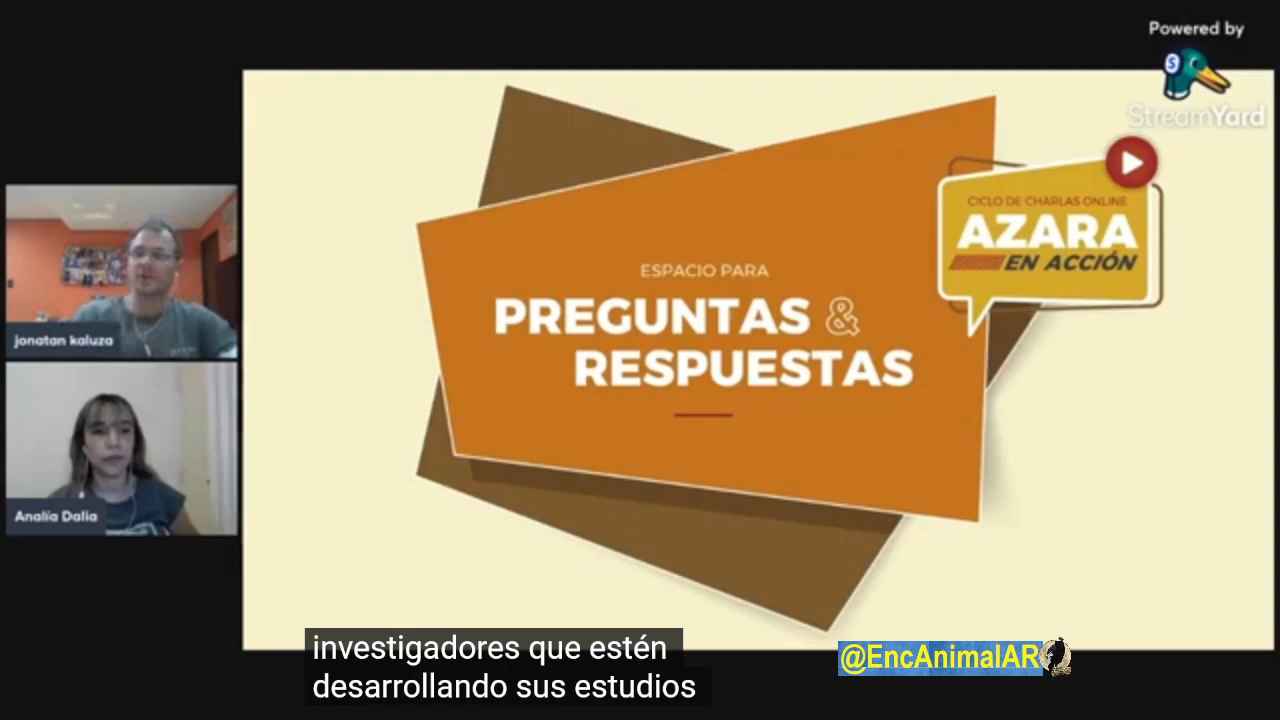 Powered by
StreamYard
CICLO DE CHARLAS ONLINE
AZARA
EN ACCIÓN
ESPACIO PARA
PREGUNTAS &
RESPUESTAS
jonatan kaluza
Analía Dalia
investigadores que estén
desarrollando sus estudios
@EncAnimalAR